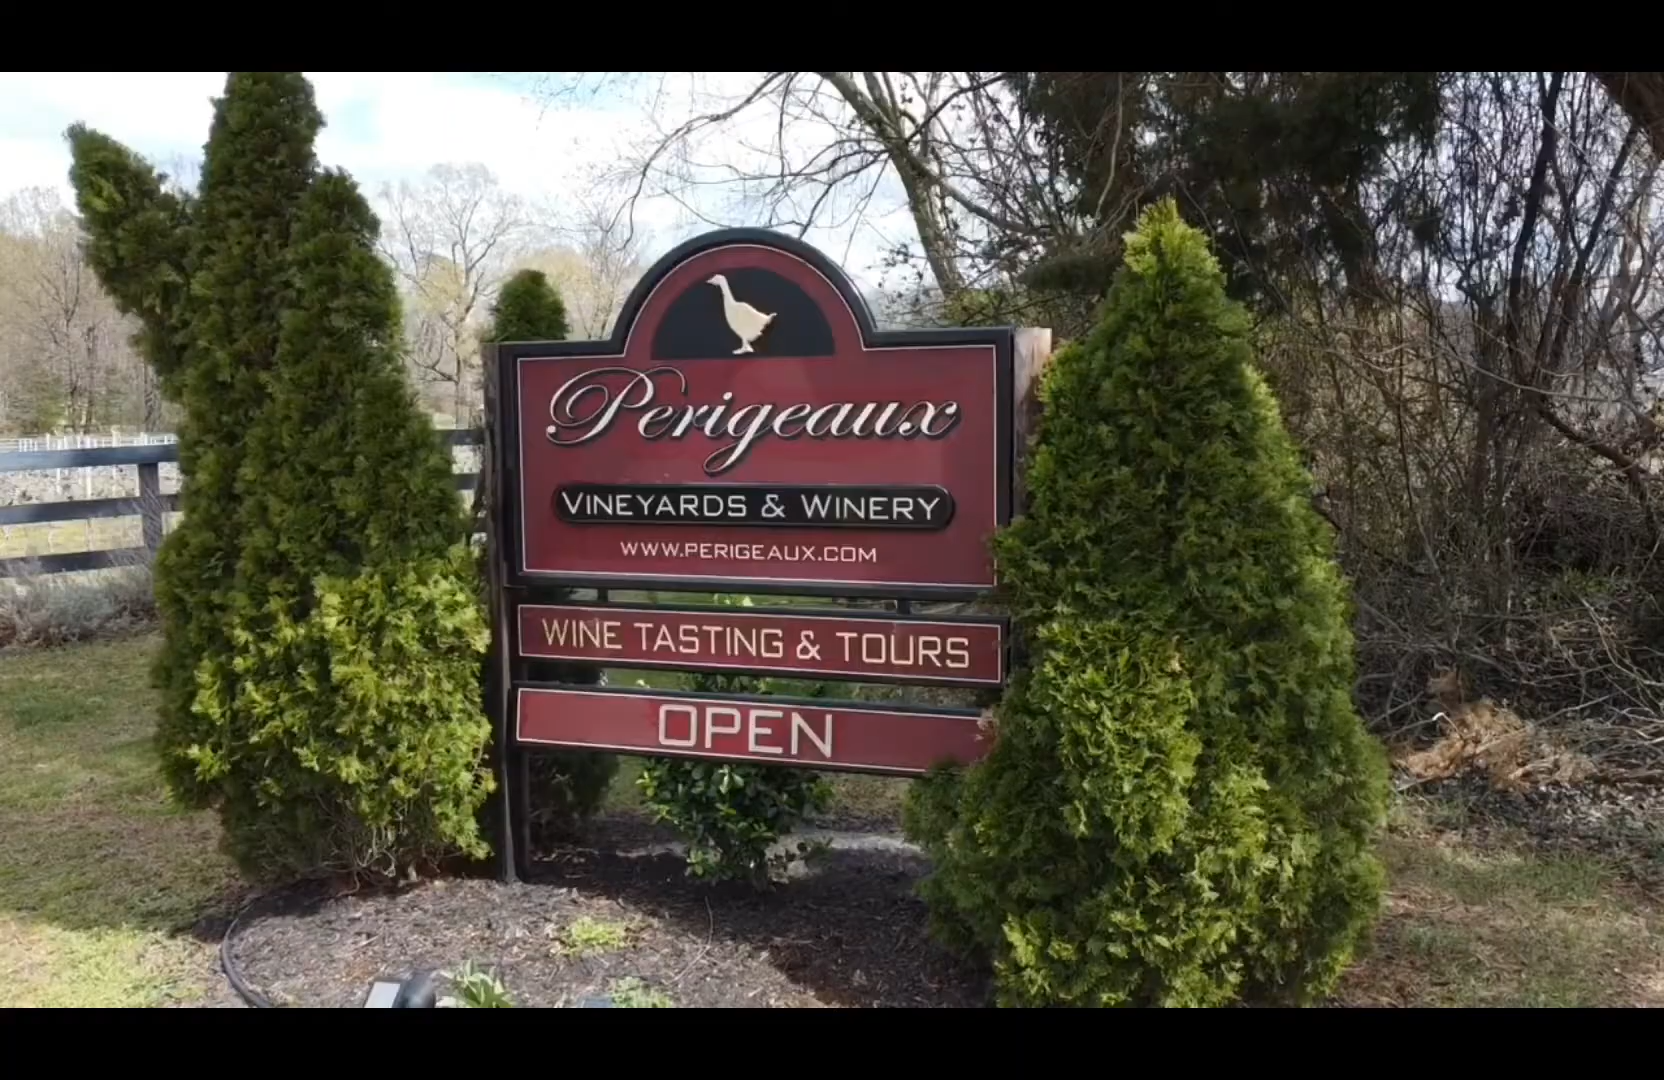 Perigeaux
VINEYARDS & WINERY
WWW.PERIGEAUX.COM
WINE TASTING & TOURS
OPEN